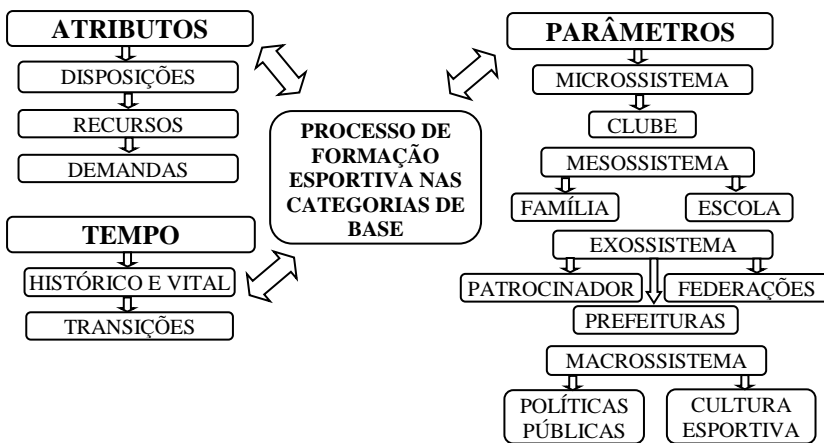 ATRIBUTOS
DISPOSIÇÕES
RECURSOS
DEMANDAS
TEMPO
HISTÓRICO E VITAL
TRANSIÇÕES
PROCESSO DE
FORMAÇÃO
ESPORTIVA NAS
CATEGORIAS DE
BASE
PARÂMETROS
MICROSSISTEMA
CLUBE
MESOSSISTEMA
FAMÍLIA
ESCOLA
EXOSSISTEMA
PATROCINADOR
FEDERAÇÕES
PREFEITURAS
MACROSSISTEMA
POLÍTICAS
PÚBLICAS
CULTURA
ESPORTIVA